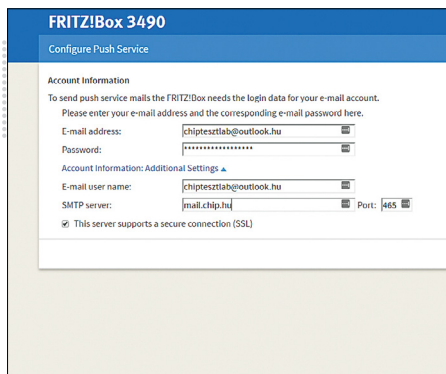 FRITZ!Box 3490
Configure Push Service
Account Information
To send push service mails the FRITZ!Box needs the login data for your e-mail account.
Please enter your e-mail address and the corresponding e-mail password here.
E-mail address: chiptesztlab@outlook.hu
Password: ******************
Account Information: Additional Settings ▲
E-mail user name: chiptesztlab@outlook.hu
SMTP server: mail.chip.hu Port: 465
This server supports a secure connection (SSL)